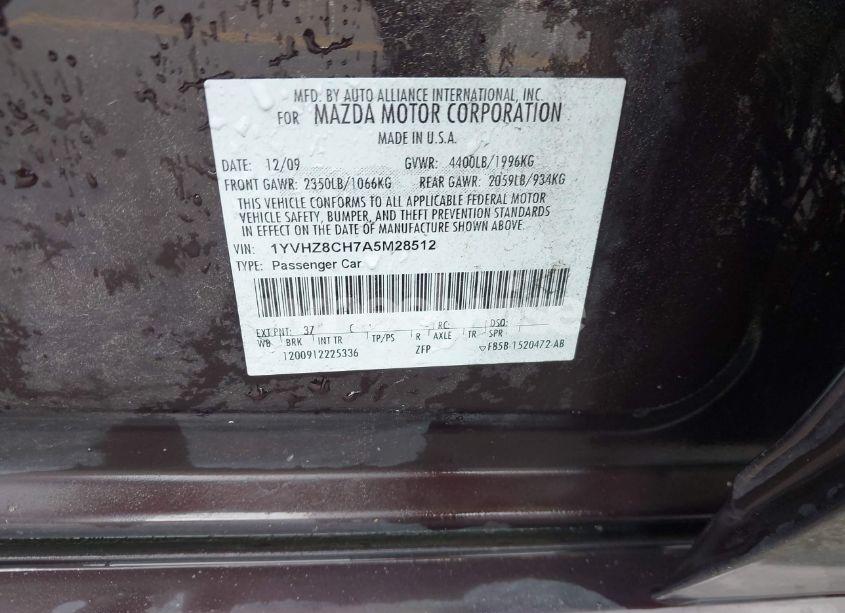 MFD. BY AUTO ALLIANCE INTERNATIONAL, INC.
FOR MAZDA MOTOR CORPORATION
MADE IN U.S.A.
DATE: 12/09 GVWR: 4400LB/1996KG
FRONT GAWR: 2350LB/1066KG REAR GAWR: 2059LB/934KG
THIS VEHICLE CONFORMS TO ALL APPLICABLE FEDERAL MOTOR
VEHICLE SAFETY, BUMPER, AND THEFT PREVENTION STANDARDS
IN EFFECT ON THE DATE OF MANUFACTURE SHOWN ABOVE.
VIN: 1YVHZ8CH7A5M28512
TYPE: Passenger Car
EXT PNT: 37 RC: DSO:
WB BRK INT TR TP/PS R AXLE TR SPR
1200912225336 ZFP F85B-1520472-AB